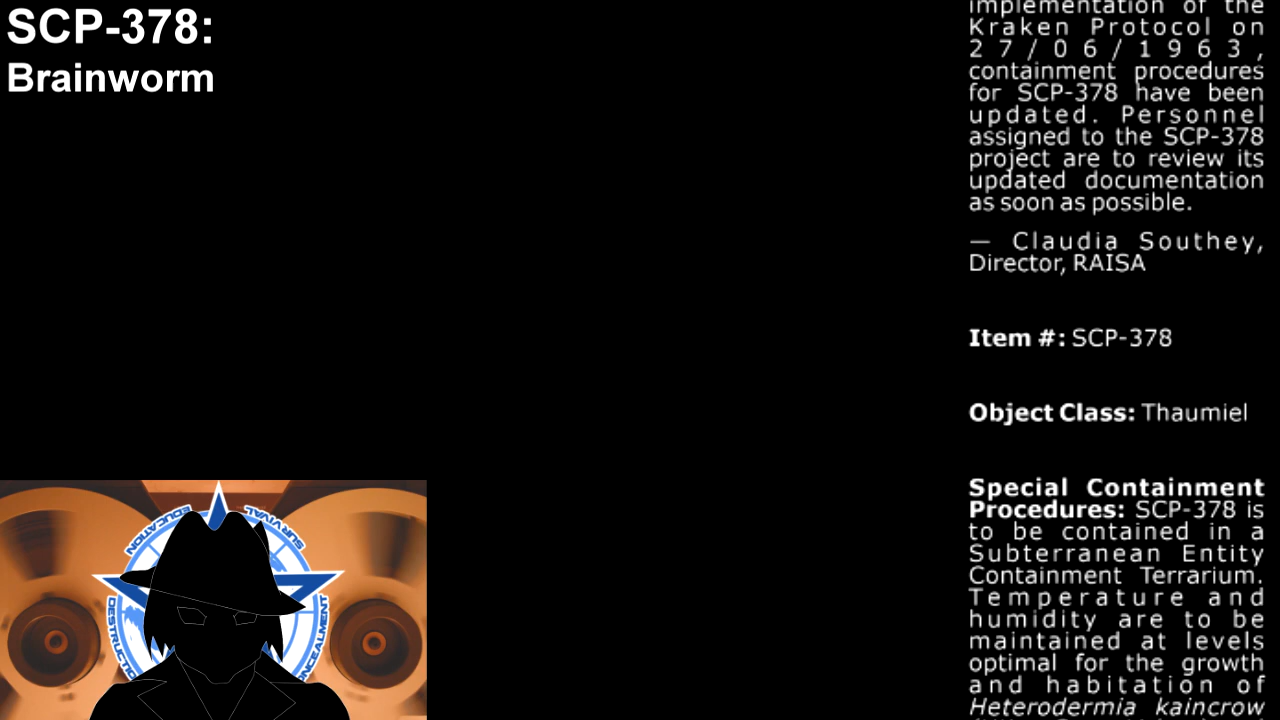 SCP-378:
Brainworm
implementation of the
Kraken Protocol on
27/06/1963,
containment procedures
for SCP-378 have been
updated. Personnel
assigned to the SCP-378
project are to review its
updated documentation
as soon as possible.
— Claudia Southey,
Director, RAISA
Item #: SCP-378
Object Class: Thaumiel
Special Containment
Procedures: SCP-378 is
to be contained in a
Subterranean Entity
Containment Terrarium.
Temperature and
humidity are to be
maintained at levels
optimal for the growth
and habitation of
Heterodermia kaincrow
EDUCATION
SURVIVAL